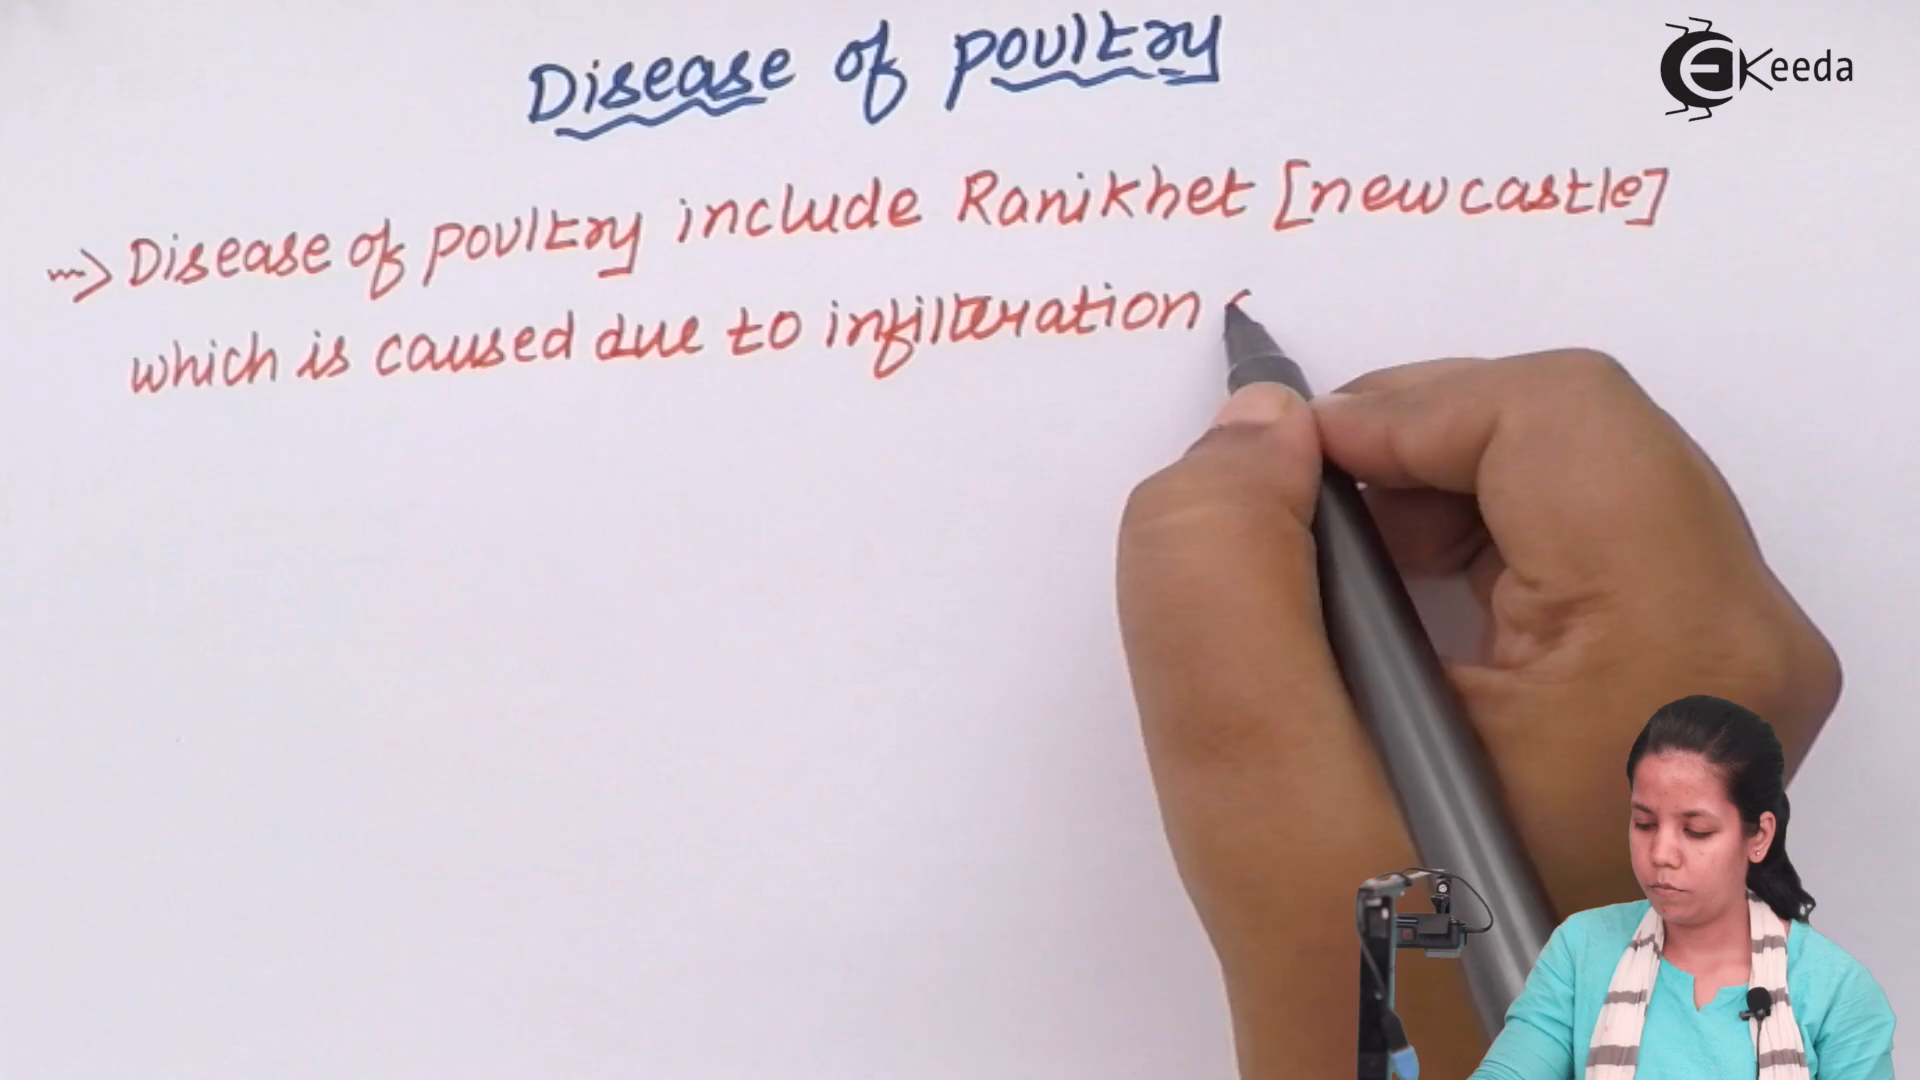 Disease of poultry
EKeeda
Disease of poultry include Ranikhet [newcastle]
which is caused due to infilteration